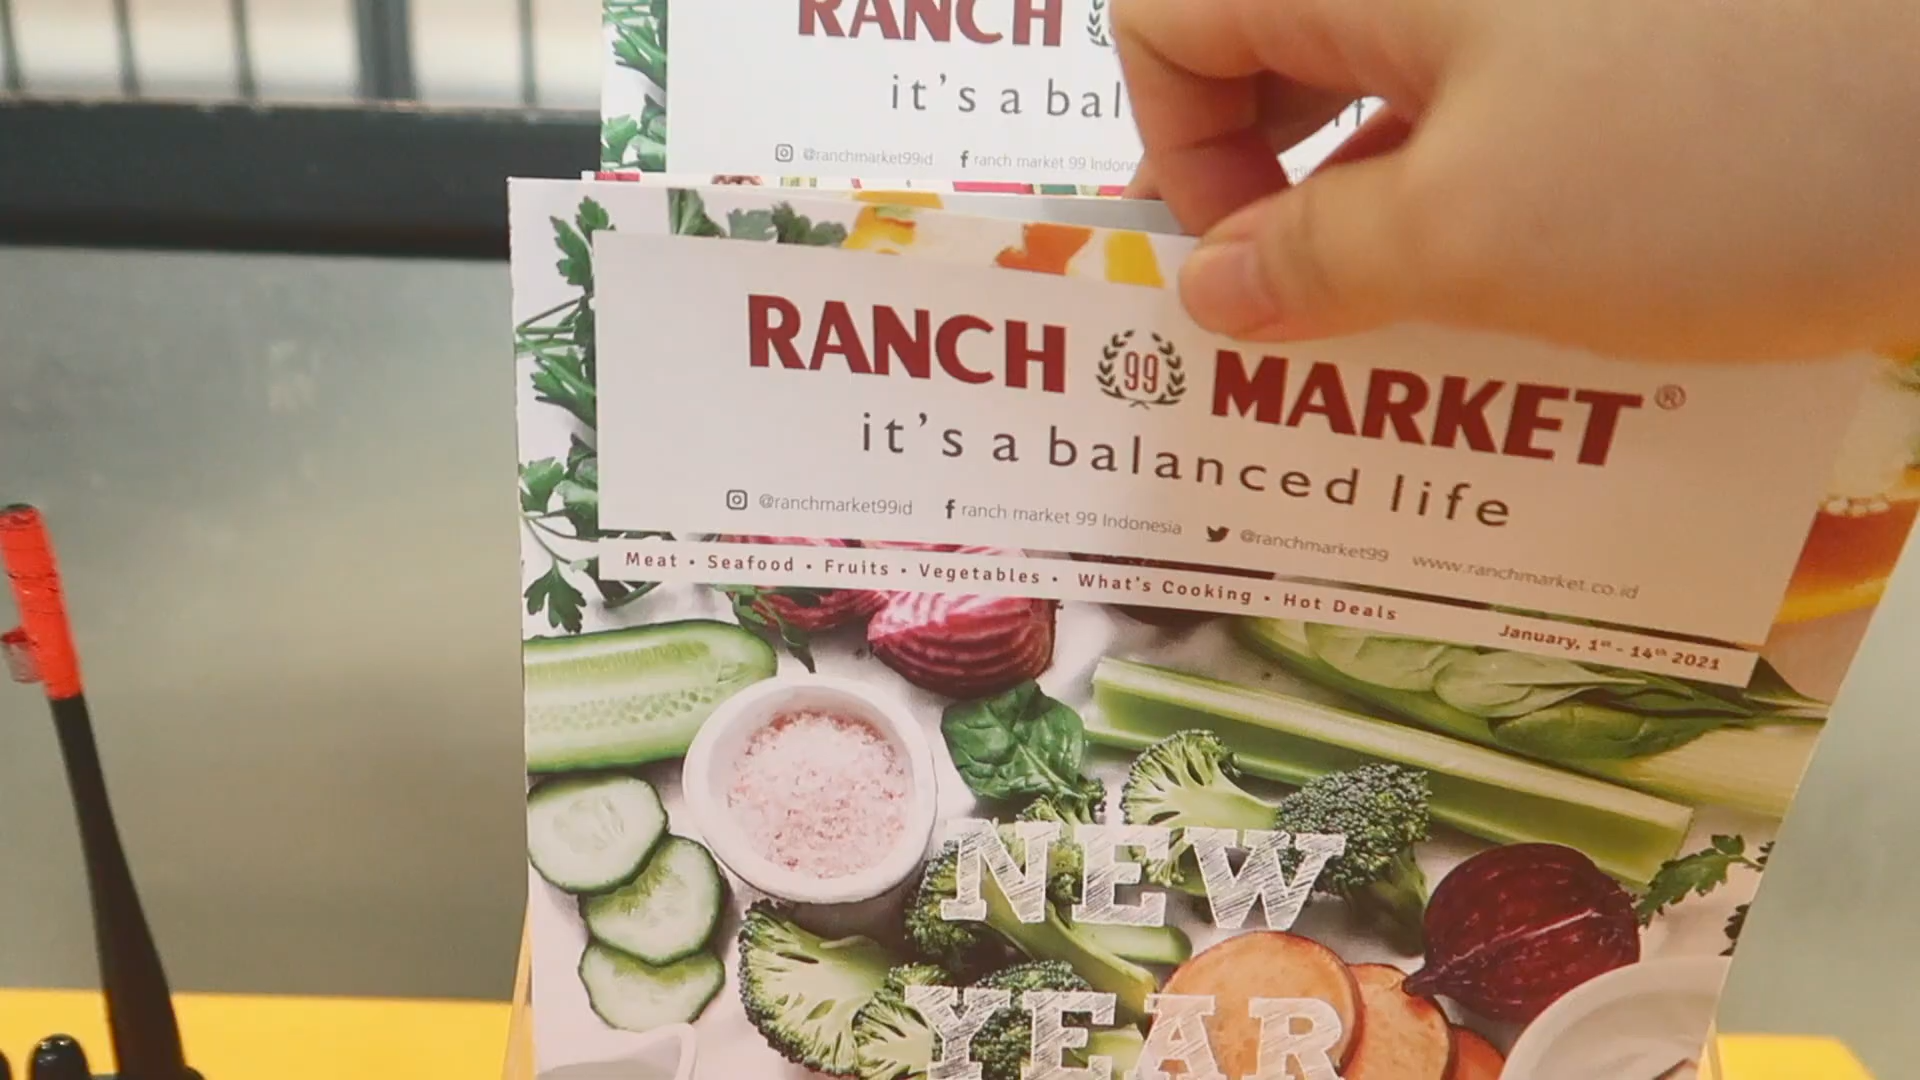 RANCH
it's a bal
@ranchmarket99id f ranch market 99 Indone
RANCH 99 MARKET®
it's a balanced life
@ranchmarket99id f ranch market 99 Indonesia @ranchmarket99 www.ranchmarket.co.id
Meat • Seafood • Fruits • Vegetables • What's Cooking • Hot Deals
January, 1st - 14th 2021
NEW
YEAR